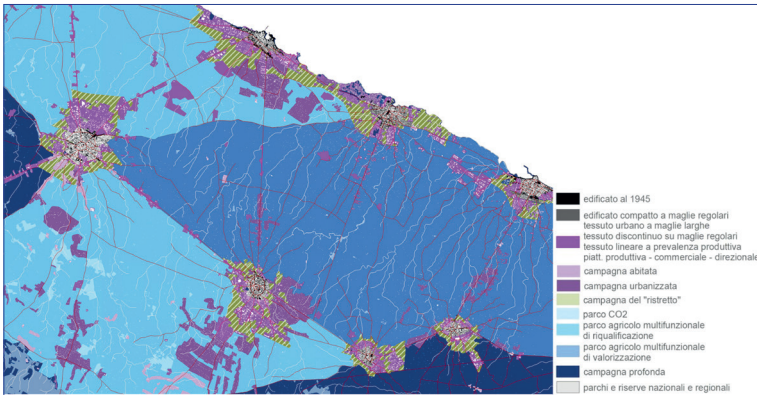 edificato al 1945
edificato compatto a maglie regolari
tessuto urbano a maglie larghe
tessuto discontinuo su maglie regolari
tessuto lineare a prevalenza produttiva
piatt. produttiva - commerciale - direzionale
campagna abitata
campagna urbanizzata
campagna del "ristretto"
parco CO2
parco agricolo multifunzionale
di riqualificazione
parco agricolo multifunzionale
di valorizzazione
campagna profonda
parchi e riserve nazionali e regionali